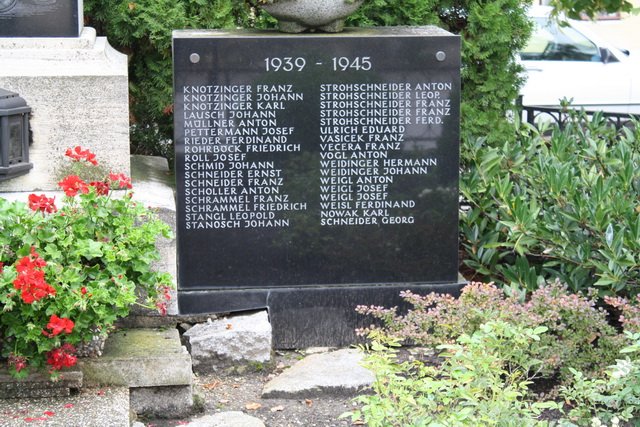 1939 - 1945
KNOTZINGER FRANZ
KNOTZINGER JOHANN
KNOTZINGER KARL
LAUSCH JOHANN
MÜLLNER ANTON
PETTERMANN JOSEF
RIEDER FERDINAND
ROHRBÖCK FRIEDRICH
ROLL JOSEF
SCHMID JOHANN
SCHNEIDER ERNST
SCHNEIDER FRANZ
SCHOLLER ANTON
SCHRAMMEL FRANZ
SCHRAMMEL FRIEDRICH
STANGL LEOPOLD
STANOSCH JOHANN
STROHSCHNEIDER ANTON
STROHSCHNEIDER LEOP.
STROHSCHNEIDER FRANZ
STROHSCHNEIDER FRANZ
STROHSCHNEIDER FERD.
ULRICH EDUARD
VASICEK FRANZ
VECERA FRANZ
VOGL ANTON
WEIDINGER HERMANN
WEIDINGER JOHANN
WEIGL ANTON
WEIGL JOSEF
WEIGL JOSEF
WEISL FERDINAND
NOWAK KARL
SCHNEIDER GEORG